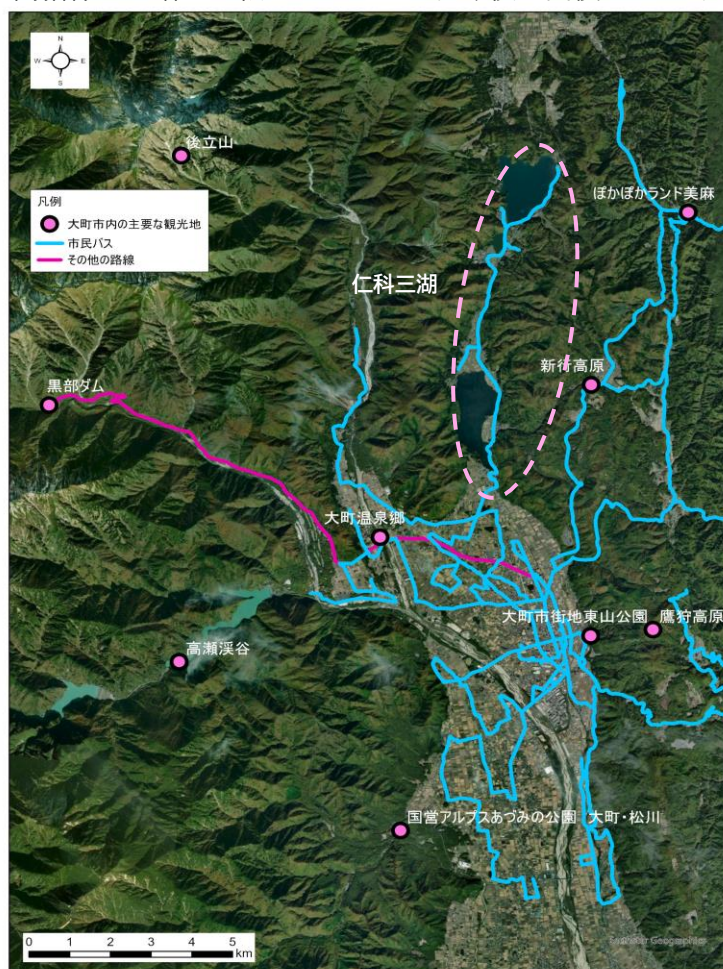 N
W
E
S
後立山
凡例
大町市内の主要な観光地
市民バス
その他の路線
ぽかぽかランド美麻
仁科三湖
新行高原
黒部ダム
大町温泉郷
大町市街地東山公園
鷹狩高原
高瀬渓谷
国営アルプスあづみの公園 大町・松川
0 1 2 3 4 5
km
Earthstar Geographics